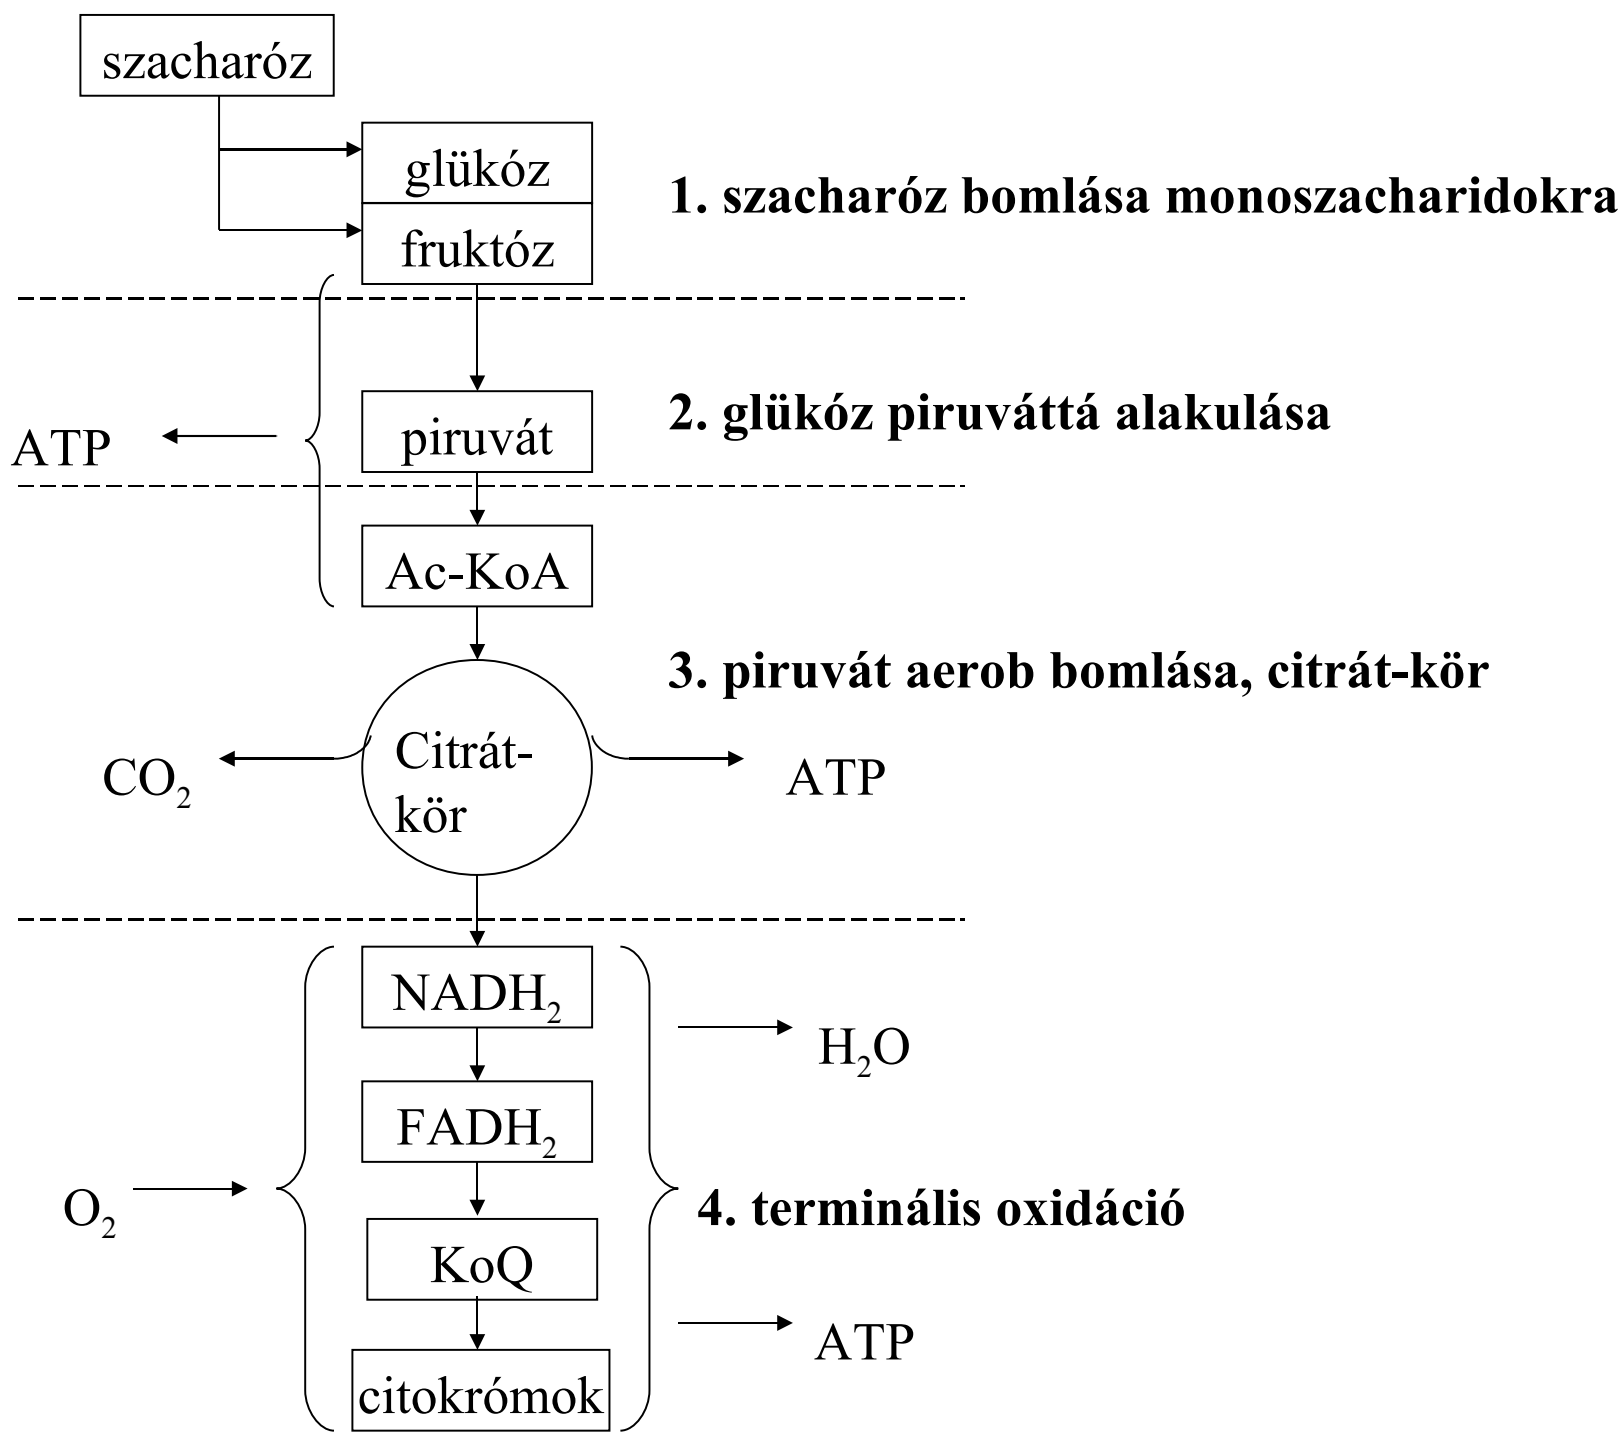 szacharóz
glükóz
1. szacharóz bomlása monoszacharidokra
fruktóz
2. glükóz piruváttá alakulása
ATP
piruvát
Ac-KoA
3. piruvát aerob bomlása, citrát-kör
Citrát-
kör
CO₂
ATP
NADH₂
H₂O
FADH₂
O₂
4. terminális oxidáció
KoQ
ATP
citokrómok